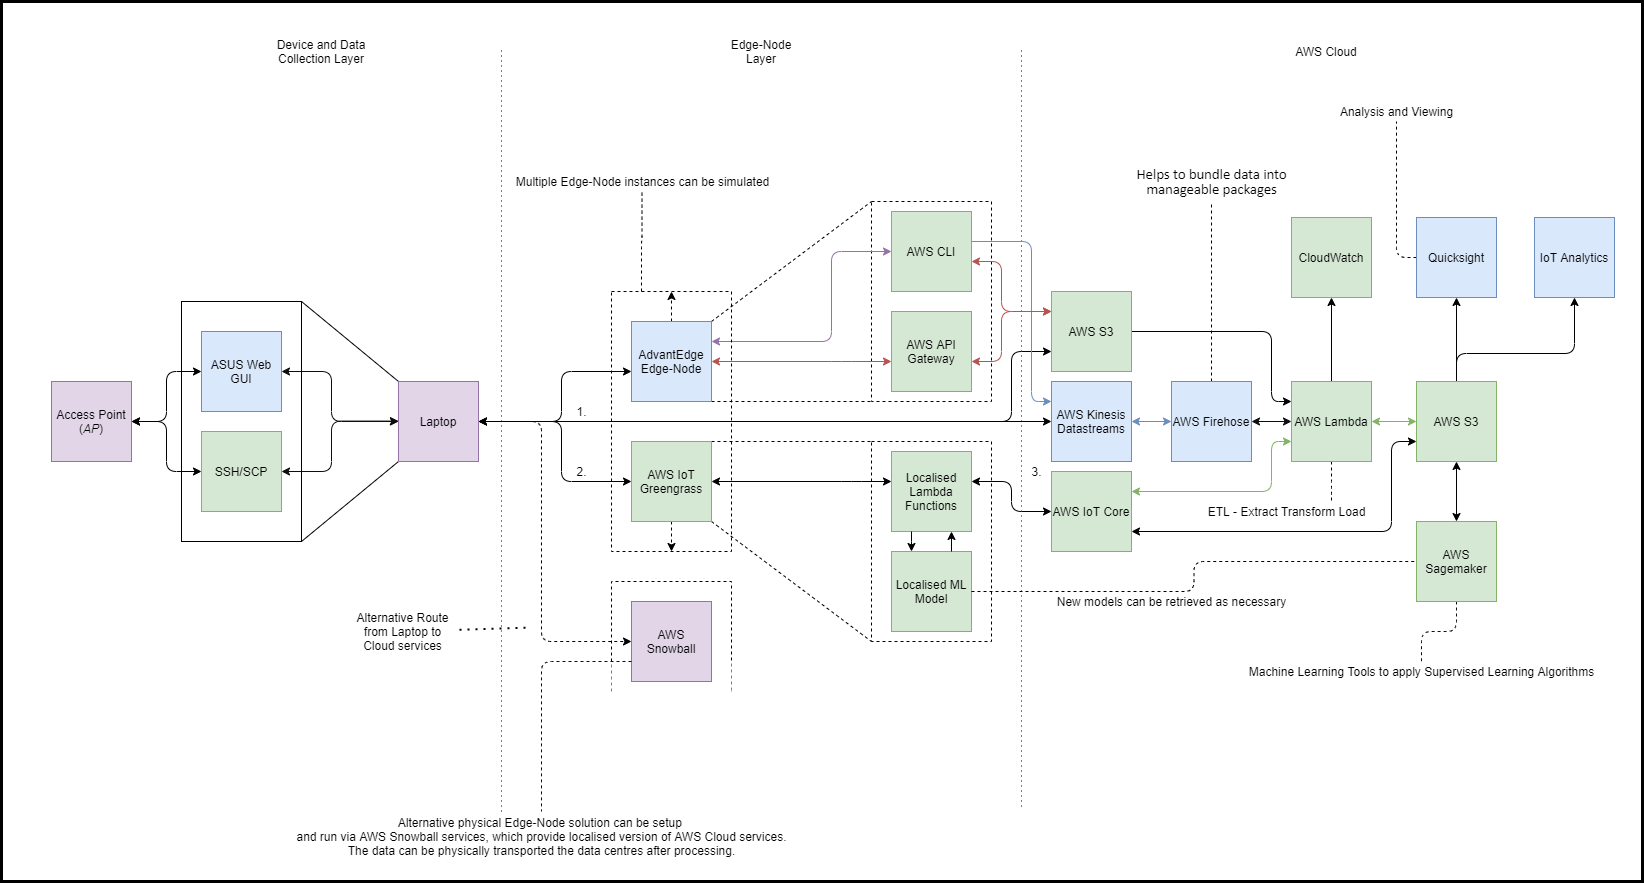 Device and Data
Collection Layer
Edge-Node
Layer
AWS Cloud
Analysis and Viewing
Helps to bundle data into
manageable packages
Multiple Edge-Node instances can be simulated
AWS CLI
CloudWatch
Quicksight
IoT Analytics
AWS S3
AWS API
Gateway
AdvantEdge
Edge-Node
ASUS Web
GUI
Access Point
(AP)
Laptop
1.
AWS Kinesis
Datastreams
AWS Firehose
AWS Lambda
AWS S3
SSH/SCP
2.
AWS IoT
Greengrass
Localised
Lambda
Functions
3.
AWS IoT Core
ETL - Extract Transform Load
AWS
Sagemaker
Localised ML
Model
New models can be retrieved as necessary
Alternative Route
from Laptop to
Cloud services
AWS
Snowball
Machine Learning Tools to apply Supervised Learning Algorithms
Alternative physical Edge-Node solution can be setup
and run via AWS Snowball services, which provide localised version of AWS Cloud services.
The data can be physically transported the data centres after processing.